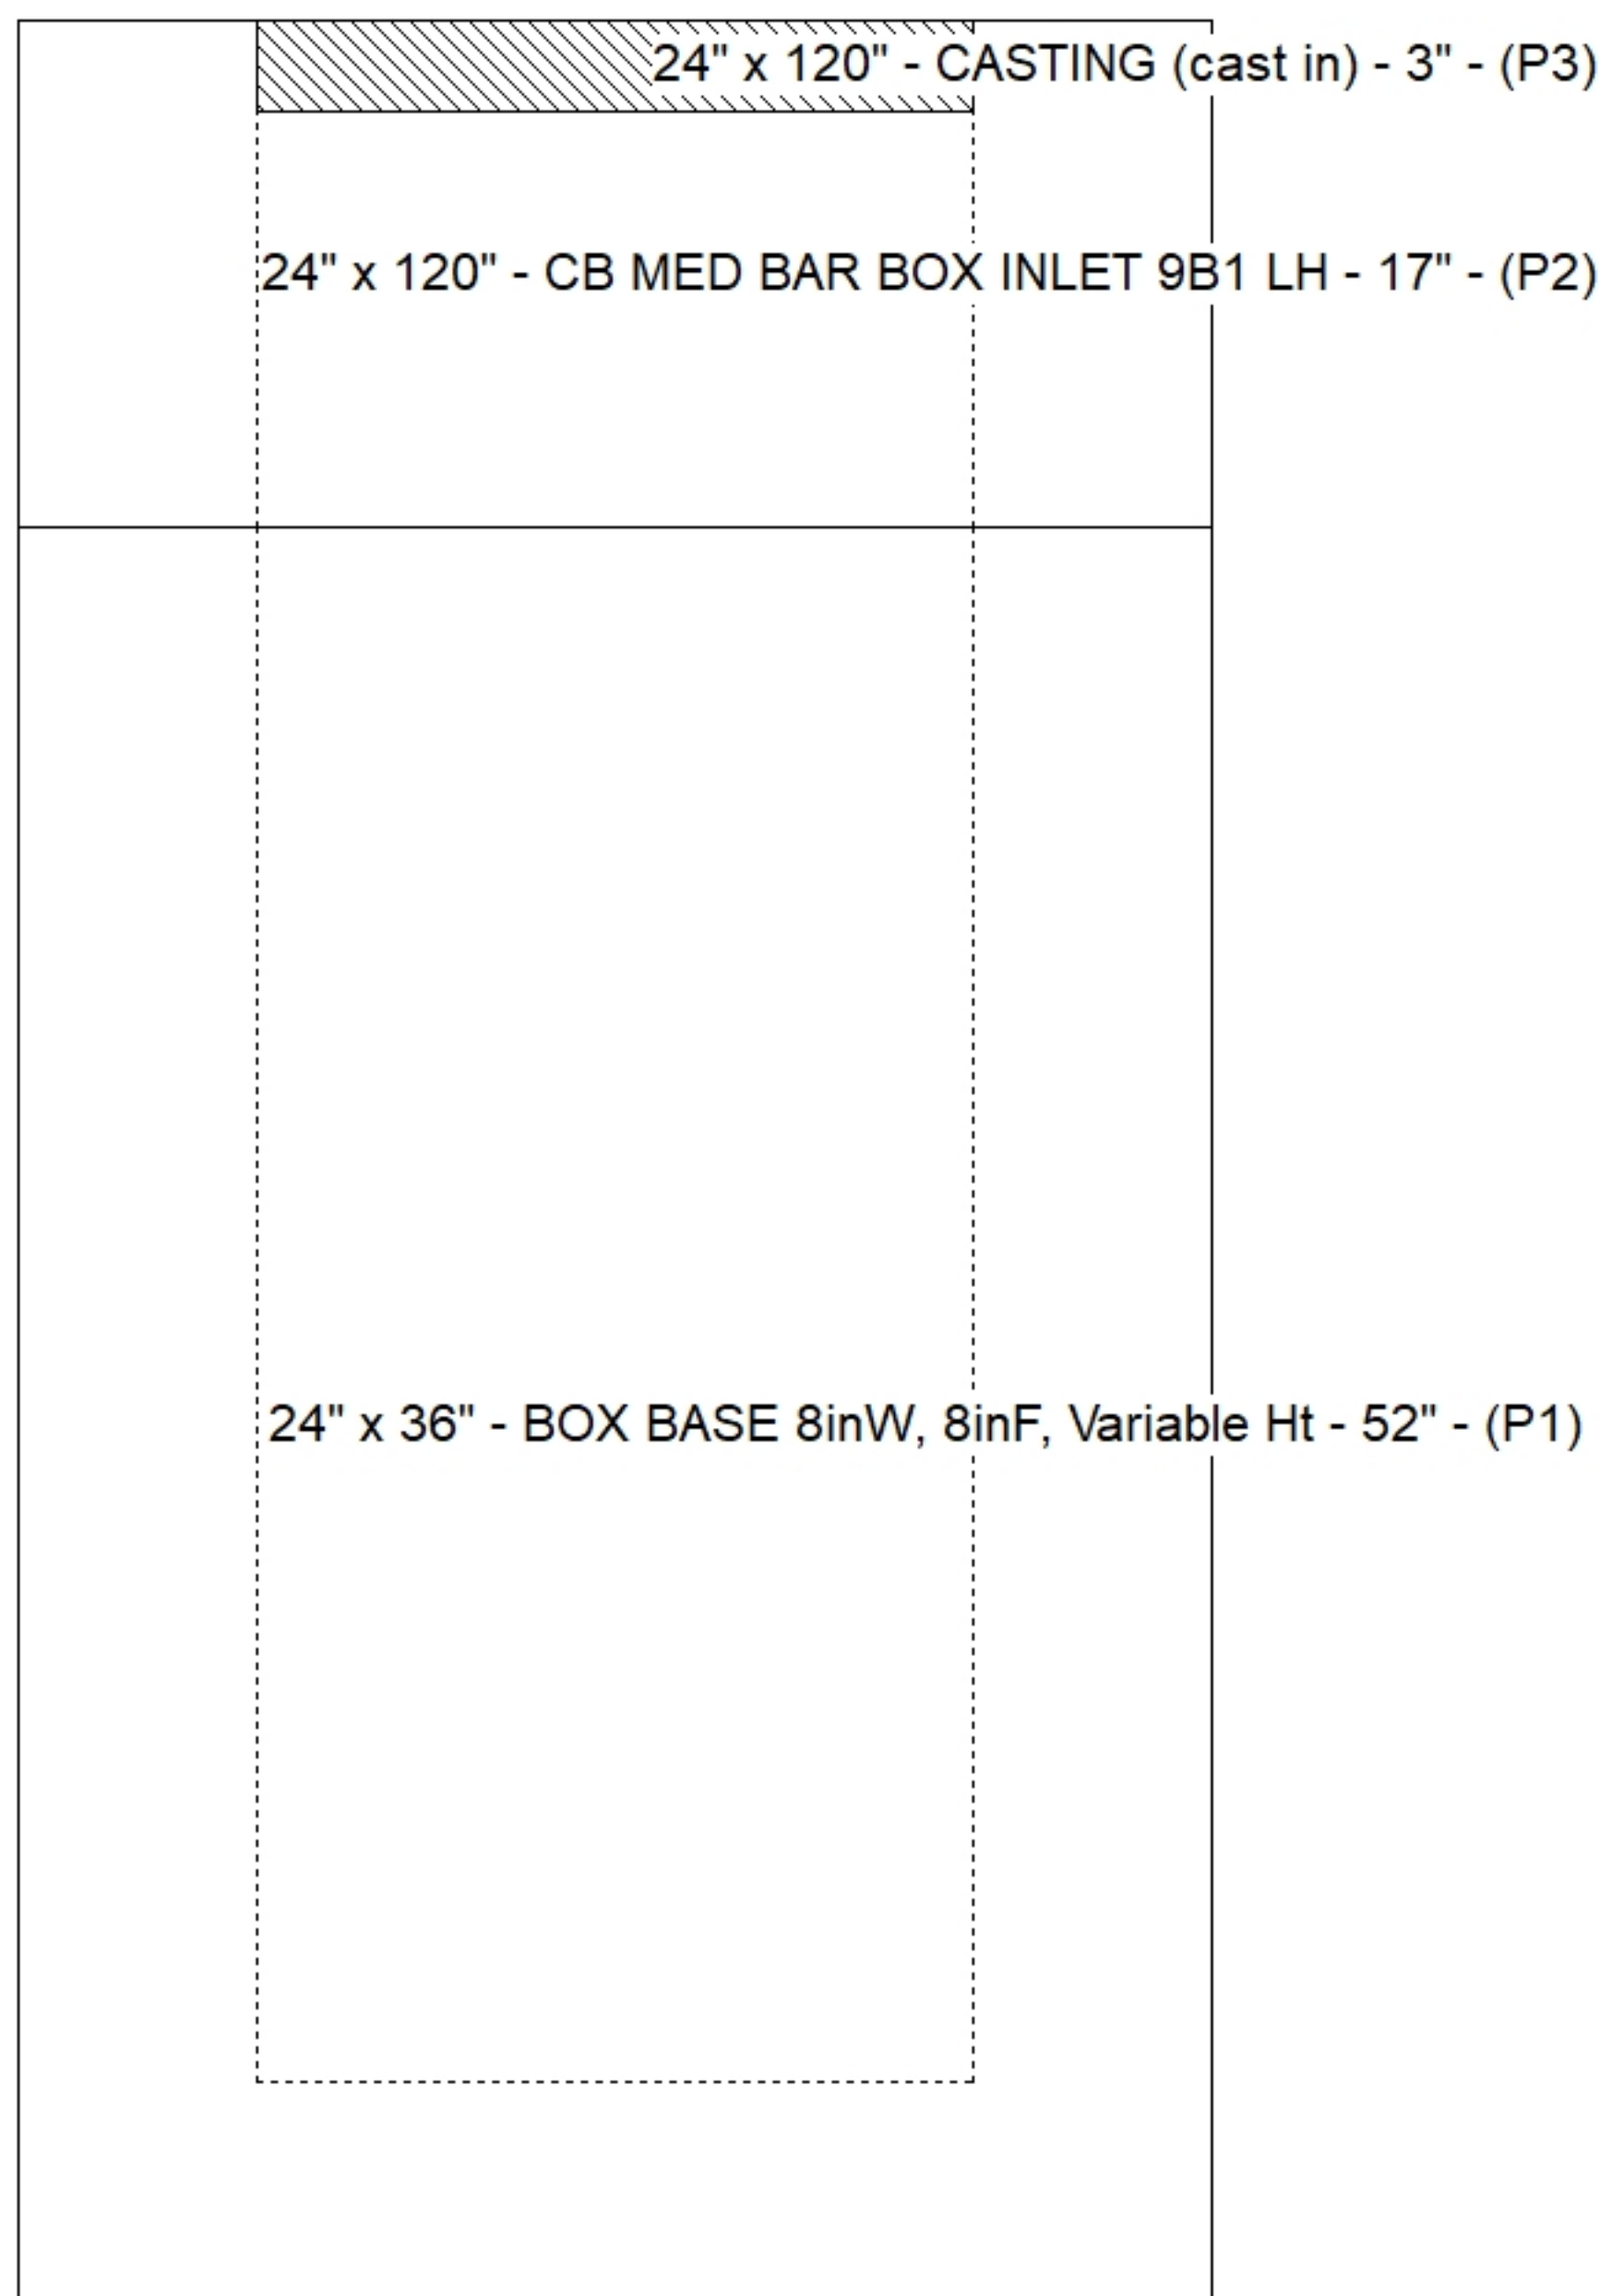 24" x 120" - CASTING (cast in) - 3" - (P3)
24" x 120" - CB MED BAR BOX INLET 9B1 LH - 17" - (P2)
24" x 36" - BOX BASE 8inW, 8inF, Variable Ht - 52" - (P1)